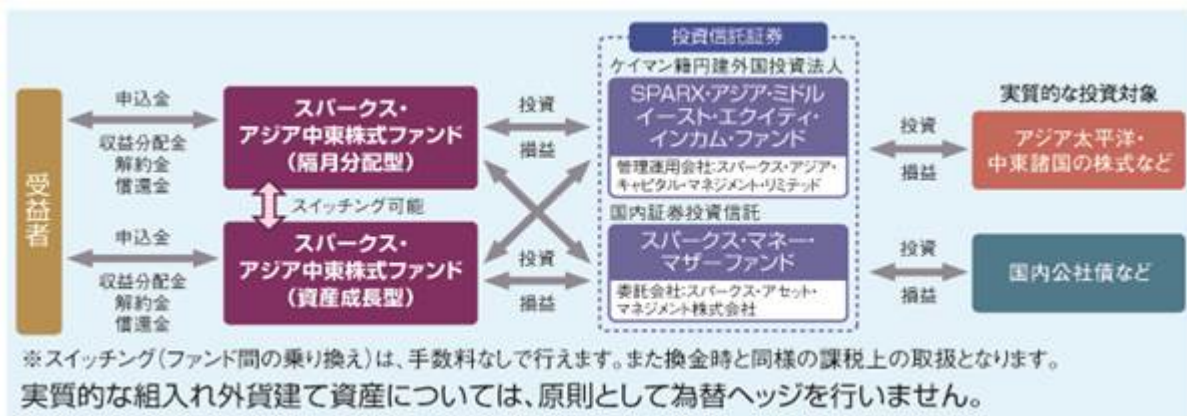 投資信託証券
ケイマン籍円建外国投資法人
SPARX・アジア・ミドル
イースト・エクイティ・
インカム・ファンド
管理運用会社:スパークス・アジア・
キャピタル・マネジメント・リミテッド
国内証券投資信託
スパークス・マネー・
マザーファンド
委託会社:スパークス・アセット・
マネジメント株式会社
受益者
申込金
収益分配金
解約金
償還金
申込金
収益分配金
解約金
償還金
スパークス・
アジア中東株式ファンド
(隔月分配型)
スイッチング可能
スパークス・
アジア中東株式ファンド
(資産成長型)
投資
損益
投資
損益
投資
損益
投資
損益
実質的な投資対象
アジア太平洋・
中東諸国の株式など
国内公社債など
※スイッチング(ファンド間の乗り換え)は、手数料なしで行えます。また換金時と同様の課税上の取扱となります。
実質的な組入れ外貨建て資産については、原則として為替ヘッジを行いません。